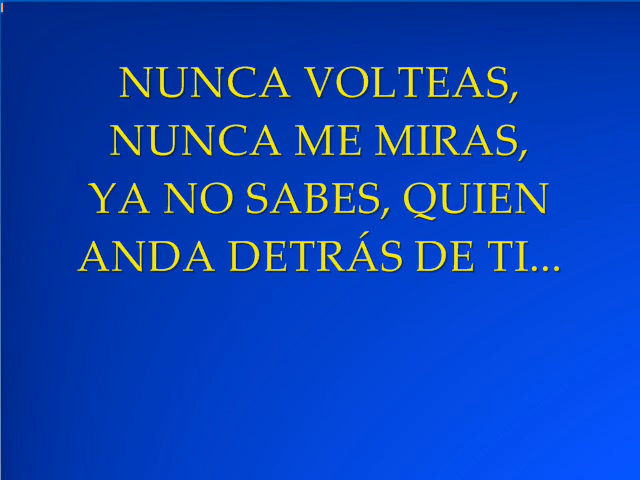 NUNCA VOLTEAS,
NUNCA ME MIRAS,
YA NO SABES, QUIEN
ANDA DETRÁS DE TI...